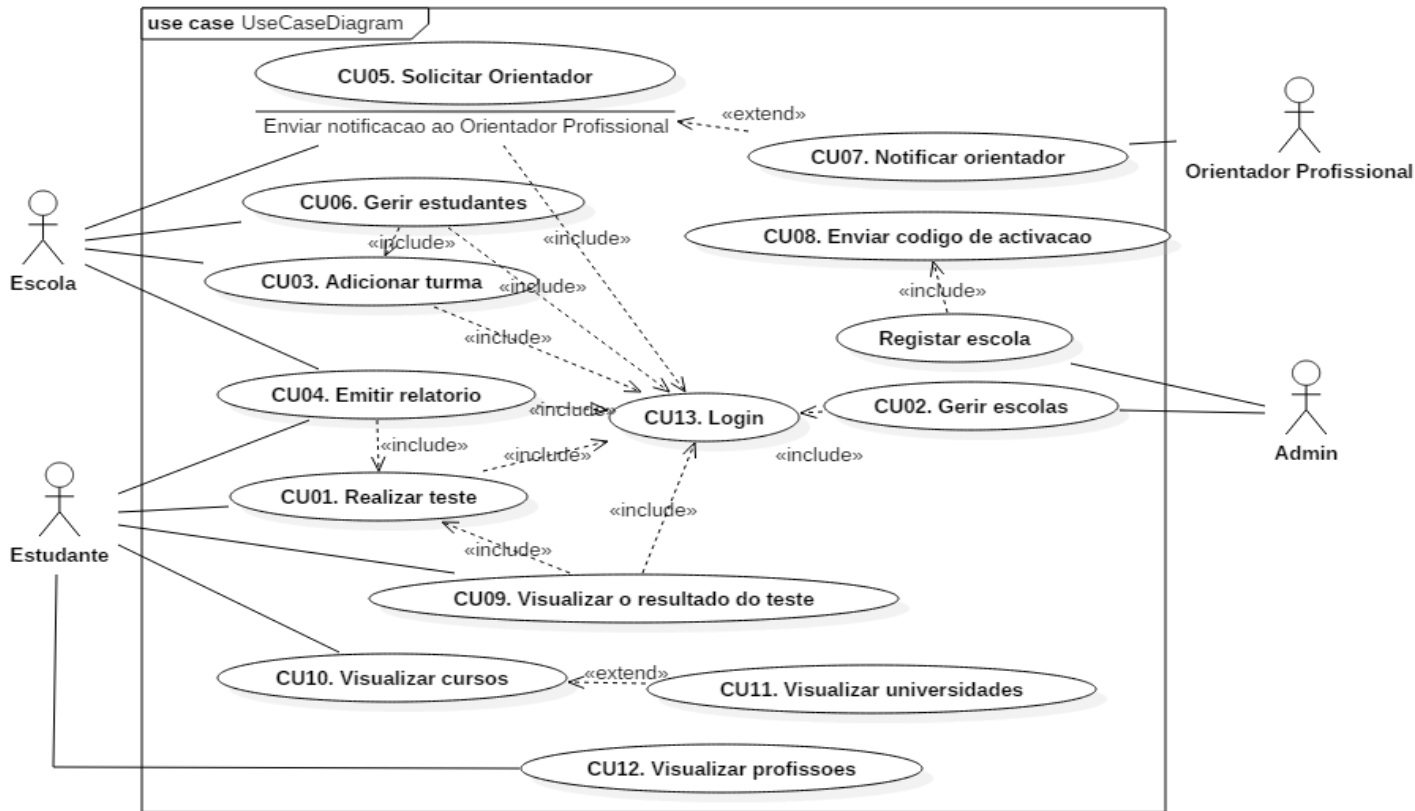 use case UseCaseDiagram
CU05. Solicitar Orientador
Enviar notificacao ao Orientador Profissional
«extend»
CU07. Notificar orientador
Orientador Profissional
CU06. Gerir estudantes
«include»
«include»
CU08. Enviar codigo de activacao
Escola
CU03. Adicionar turma
«include»
«include»
«include»
Registar escola
CU04. Emitir relatorio
«include»
CU13. Login
CU02. Gerir escolas
«include»
«include»
«include»
Admin
CU01. Realizar teste
«include»
Estudante
«include»
CU09. Visualizar o resultado do teste
CU10. Visualizar cursos
«extend»
CU11. Visualizar universidades
CU12. Visualizar profissoes